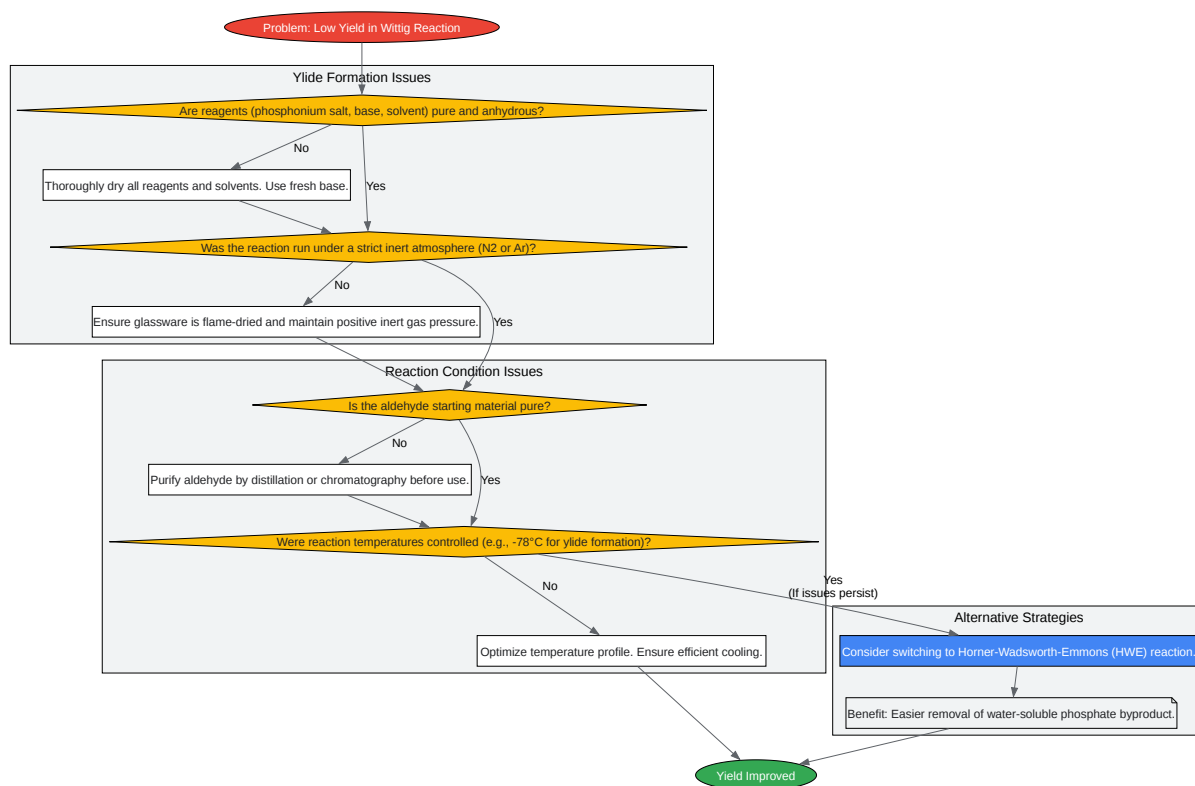 Problem: Low Yield in Wittig Reaction
Ylide Formation Issues
Are reagents (phosphonium salt, base, solvent) pure and anhydrous?
No
Thoroughly dry all reagents and solvents. Use fresh base.
Yes
Was the reaction run under a strict inert atmosphere (N2 or Ar)?
No
Ensure glassware is flame-dried and maintain positive inert gas pressure.
Yes
Reaction Condition Issues
Is the aldehyde starting material pure?
No
Purify aldehyde by distillation or chromatography before use.
Yes
Were reaction temperatures controlled (e.g., -78°C for ylide formation)?
No
Yes
(If issues persist)
Optimize temperature profile. Ensure efficient cooling.
Alternative Strategies
Consider switching to Horner-Wadsworth-Emmons (HWE) reaction.
Benefit: Easier removal of water-soluble phosphate byproduct.
Yield Improved